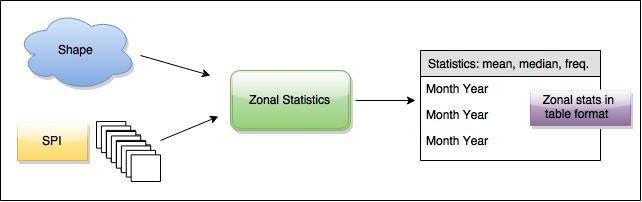 Shape
SPI
Zonal Statistics
Statistics: mean, median, freq.
Month Year
Month Year
Month Year
Zonal stats in
table format